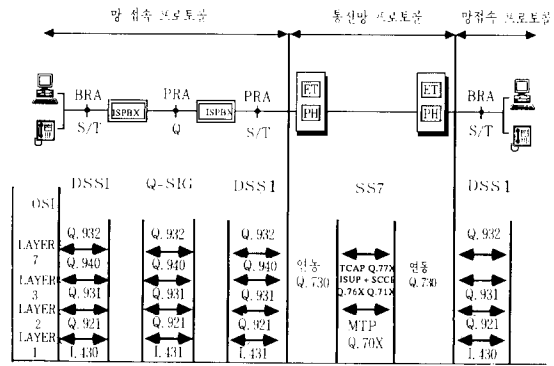 망 접속 프로토콜 통신망 프로토콜 망접속 프로토콜
BRA PRA PRA ET ET BRA
ISPBX ISPBX PH PH
S/T Q S/T S/T
DSS1 Q-SIG DSS1 SS7 DSS1
OSI
Q.932 Q.932 Q.932 Q.932
LAYER 7
Q.940 Q.940 Q.940
연동 Q.730
TCAP Q.77X
ISUP + SCCP
Q.76X Q.71X
연동 Q.730
LAYER 3
Q.931 Q.931 Q.931 Q.931
LAYER 2
Q.921 Q.921 Q.921 Q.921
MTP
Q.70X
LAYER 1
I.430 I.431 I.431 I.430